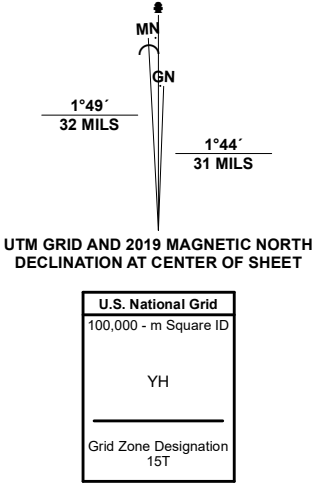 MN
GN
1°49´
32 MILS
1°44´
31 MILS
UTM GRID AND 2019 MAGNETIC NORTH
DECLINATION AT CENTER OF SHEET
U.S. National Grid
100,000 - m Square ID
YH
Grid Zone Designation
15T